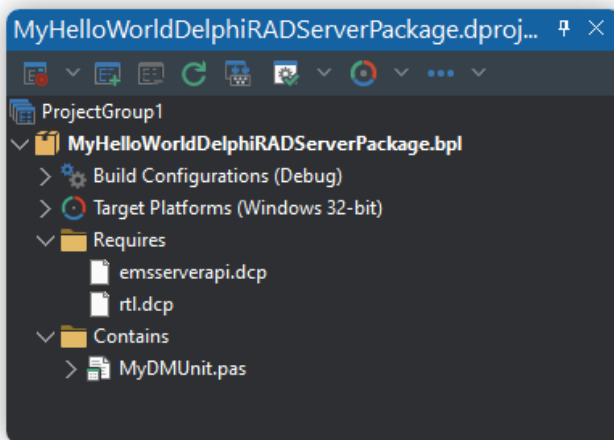 MyHelloWorldDelphiRADServerPackage.dproj...
ProjectGroup1
MyHelloWorldDelphiRADServerPackage.bpl
Build Configurations (Debug)
Target Platforms (Windows 32-bit)
Requires
emsserverapi.dcp
rtl.dcp
Contains
MyDMUnit.pas